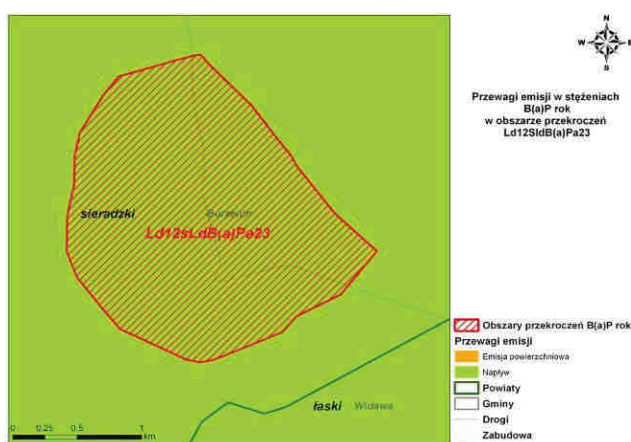 N
W E
S
Przewagi emisji w stężeniach
B(a)P rok
w obszarze przekroczeń
Ld12SldB(a)Pa23
sieradzki
Burzenin
Ld12sLdB(a)Pa23
łaski Widawa
0 0.25 0.5 1
km
Obszary przekroczeń B(a)P rok
Przewagi emisji
Emisja powierzchniowa
Napływ
Powiaty
Gminy
Drogi
Zabudowa